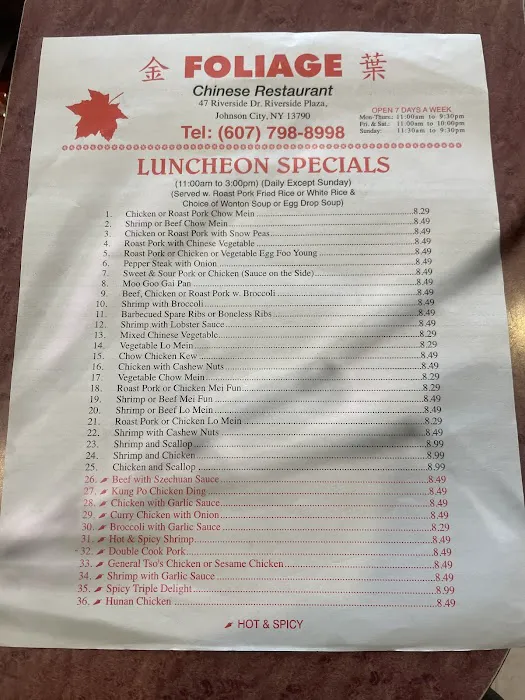 金 FOLIAGE 葉
Chinese Restaurant
47 Riverside Dr. Riverside Plaza,
Johnson City, NY 13790
Tel: (607) 798-8998
OPEN 7 DAYS A WEEK
Mon-Thurs.: 11:00am to 9:30pm
Fri. & Sat.: 11:00am to 10:00pm
Sunday: 11:30am to 9:30pm
LUNCHEON SPECIALS
(11:00am to 3:00pm) (Daily Except Sunday)
(Served w. Roast Pork Fried Rice or White Rice &
Choice of Wonton Soup or Egg Drop Soup)
1. Chicken or Roast Pork Chow Mein 8.29
2. Shrimp or Beef Chow Mein 8.49
3. Chicken or Roast Pork with Snow Peas 8.49
4. Roast Pork with Chinese Vegetable 8.49
5. Roast Pork or Chicken or Vegetable Egg Foo Young 8.49
6. Pepper Steak with Onion 8.49
7. Sweet & Sour Pork or Chicken (Sauce on the Side) 8.49
8. Moo Goo Gai Pan 8.49
9. Beef, Chicken or Roast Pork w. Broccoli 8.49
10. Shrimp with Broccoli 8.49
11. Barbecued Spare Ribs or Boneless Ribs 8.49
12. Shrimp with Lobster Sauce 8.49
13. Mixed Chinese Vegetable 8.29
14. Vegetable Lo Mein 8.29
15. Chow Chicken Kew 8.49
16. Chicken with Cashew Nuts 8.49
17. Vegetable Chow Mein 8.29
18. Roast Pork or Chicken Mei Fun 8.29
19. Shrimp or Beef Mei Fun 8.49
20. Shrimp or Beef Lo Mein 8.49
21. Roast Pork or Chicken Lo Mein 8.29
22. Shrimp with Cashew Nuts 8.49
23. Shrimp and Scallop 8.99
24. Shrimp and Chicken 8.99
25. Chicken and Scallop 8.99
26. Beef with Szechuan Sauce 8.49
27. Kung Po Chicken Ding 8.49
28. Chicken with Garlic Sauce 8.49
29. Curry Chicken with Onion 8.49
30. Broccoli with Garlic Sauce 8.29
31. Hot & Spicy Shrimp 8.49
32. Double Cook Pork 8.49
33. General Tso's Chicken or Sesame Chicken 8.49
34. Shrimp with Garlic Sauce 8.49
35. Spicy Triple Delight 8.99
36. Hunan Chicken 8.49
HOT & SPICY